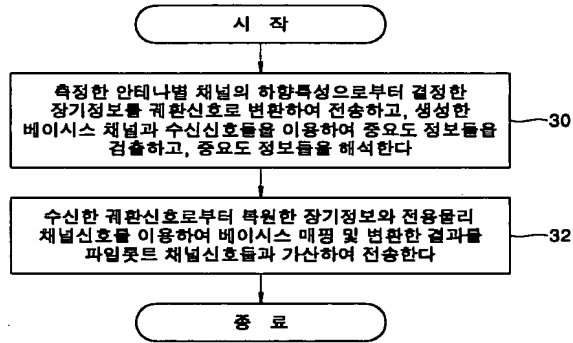 시 작
측정한 안테나별 채널의 하향특성으로부터 결정한
장기정보를 궤환신호로 변환하여 전송하고, 생성한
베이시스 채널과 수신신호들을 이용하여 중요도 정보들을
검출하고, 중요도 정보들을 해석한다
30
수신한 궤환신호로부터 복원한 장기정보와 전용물리
채널신호를 이용하여 베이시스 매핑 및 변환한 결과를
파일롯트 채널신호들과 가산하여 전송한다
32
종 료